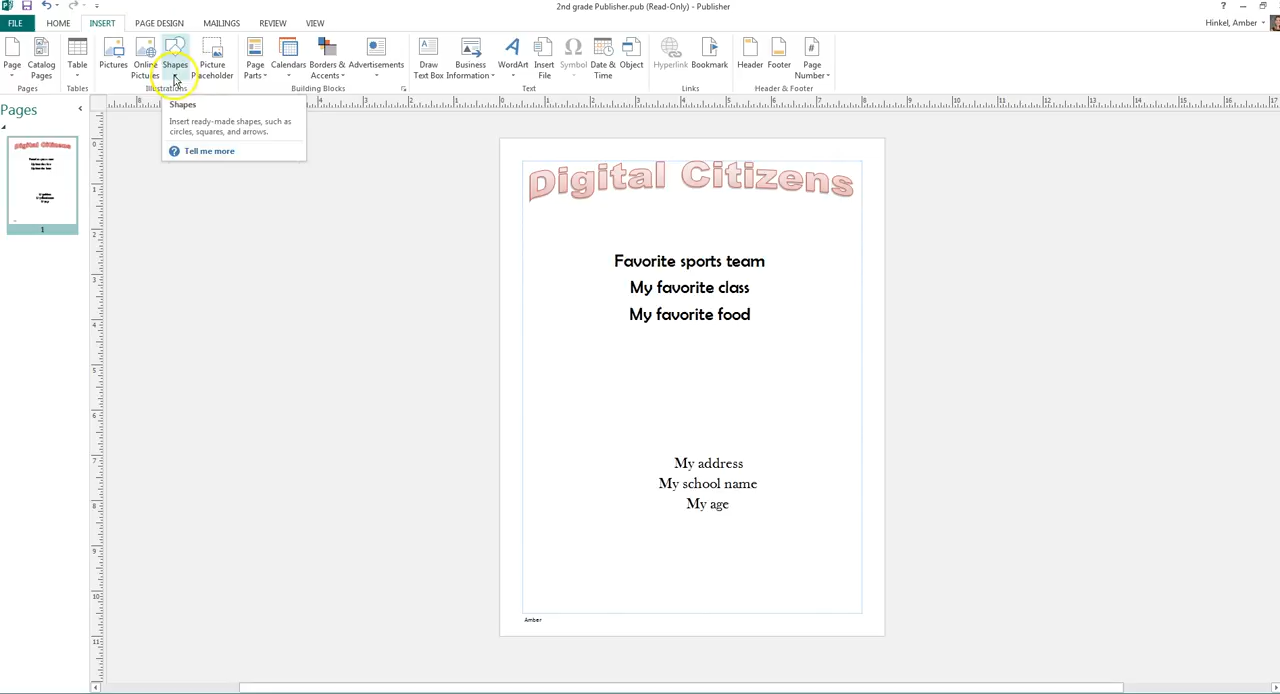 2nd grade Publisher.pub (Read-Only) - Publisher
? 
FILE HOME INSERT PAGE DESIGN MAILINGS REVIEW VIEW
Hinkel, Amber
Page
Catalog Pages
Table
Pictures
Online Pictures
Shapes
Picture Placeholder
Page Parts
Calendars
Borders & Accents
Advertisements
Draw Text Box
Business Information
WordArt
Insert File
Symbol
Date & Time
Object
Hyperlink
Bookmark
Header
Footer
Page Number
Pages
Tables
Illustrations
Building Blocks
Text
Links
Header & Footer
Pages
Shapes
Insert ready-made shapes, such as
circles, squares, and arrows.
Tell me more
1
Digital Citizens
Favorite sports team
My favorite class
My favorite food
My address
My school name
My age
Amber